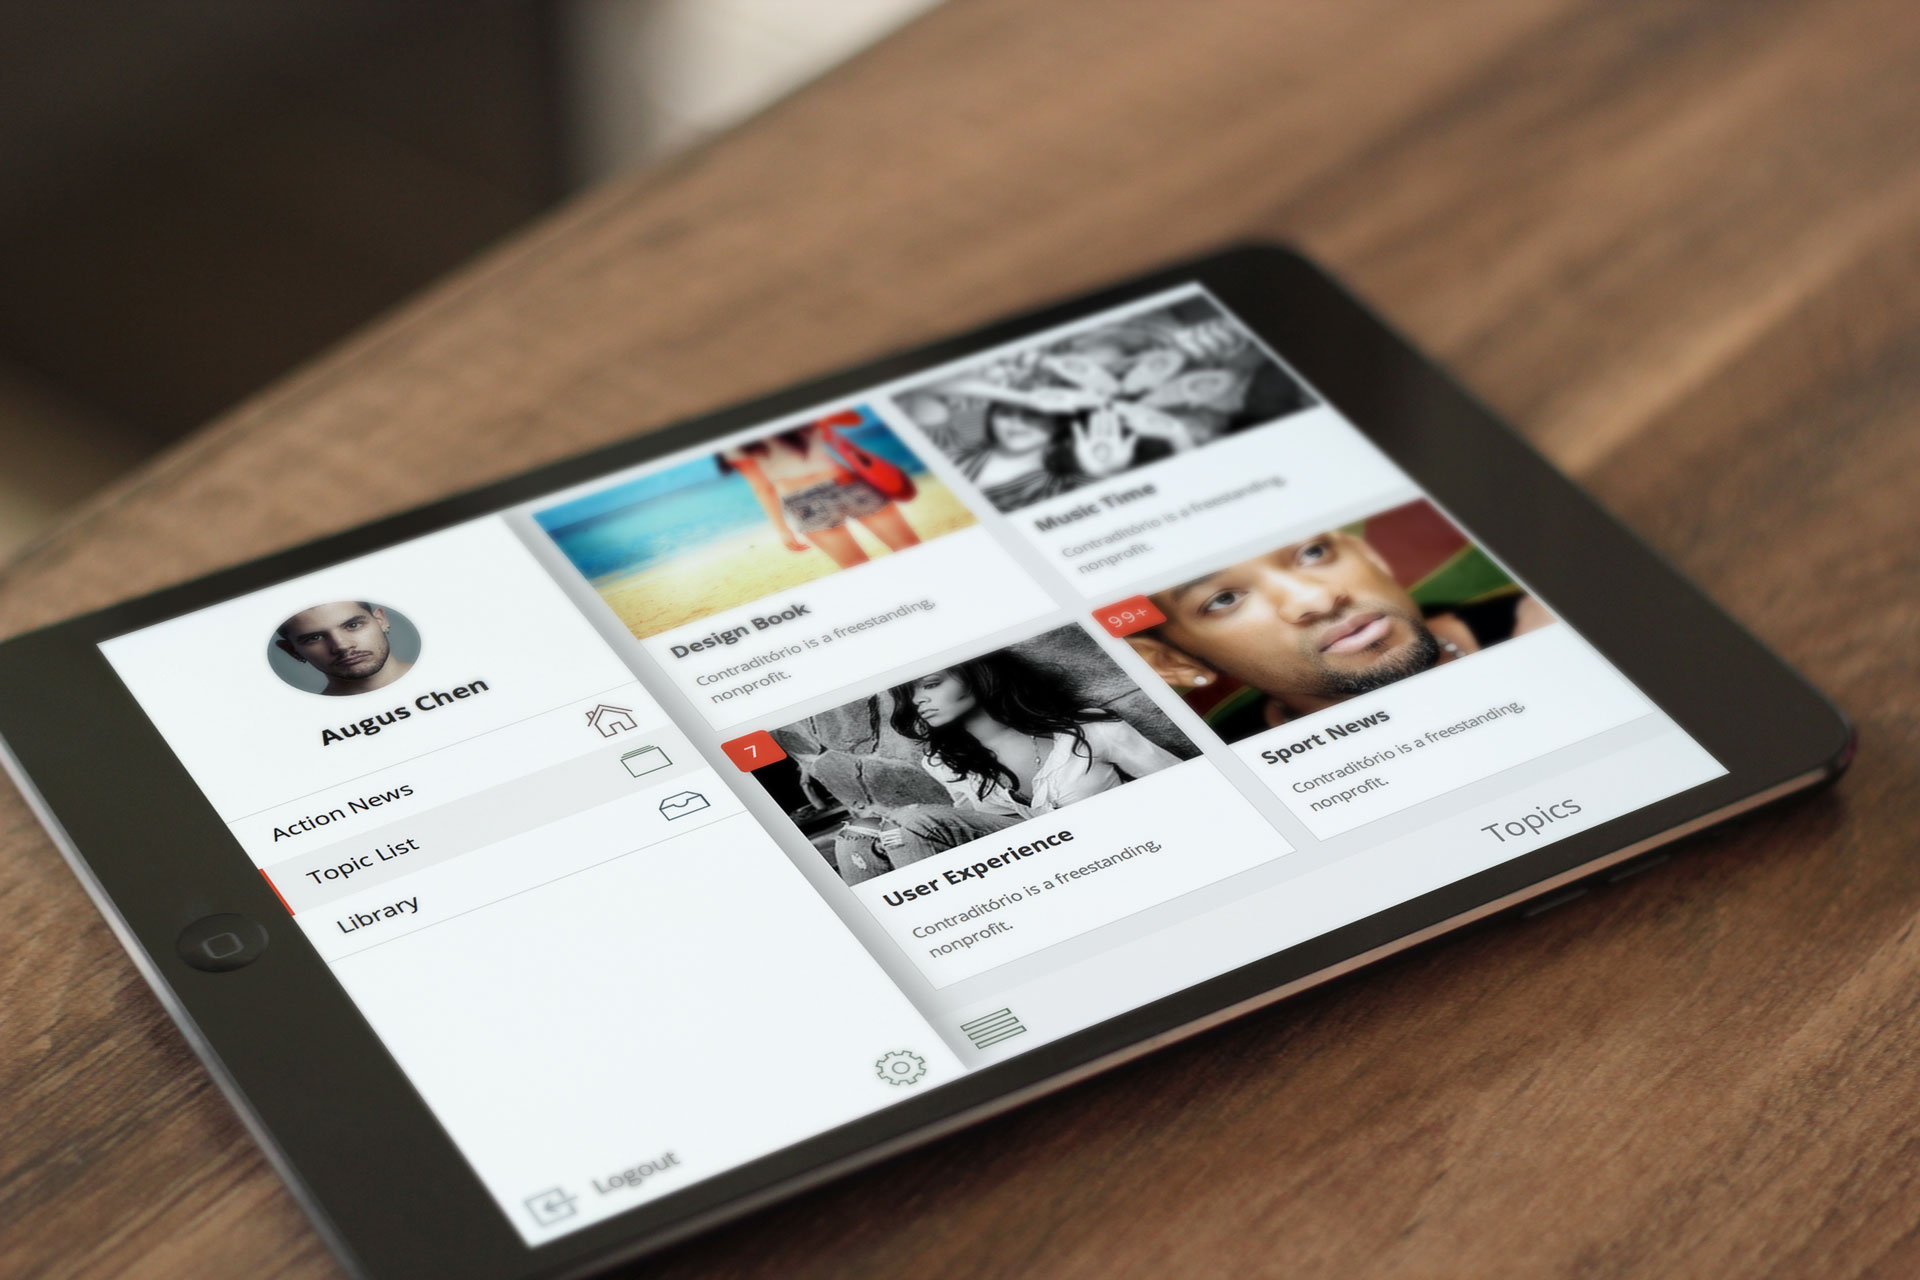 Augus Chen
Action News
Topic List
Library
Logout
Design Book
Contraditório is a freestanding,
nonprofit.
Music Time
Contraditório is a freestanding,
nonprofit.
7
User Experience
Contraditório is a freestanding,
nonprofit.
99+
Sport News
Contraditório is a freestanding,
nonprofit.
Topics